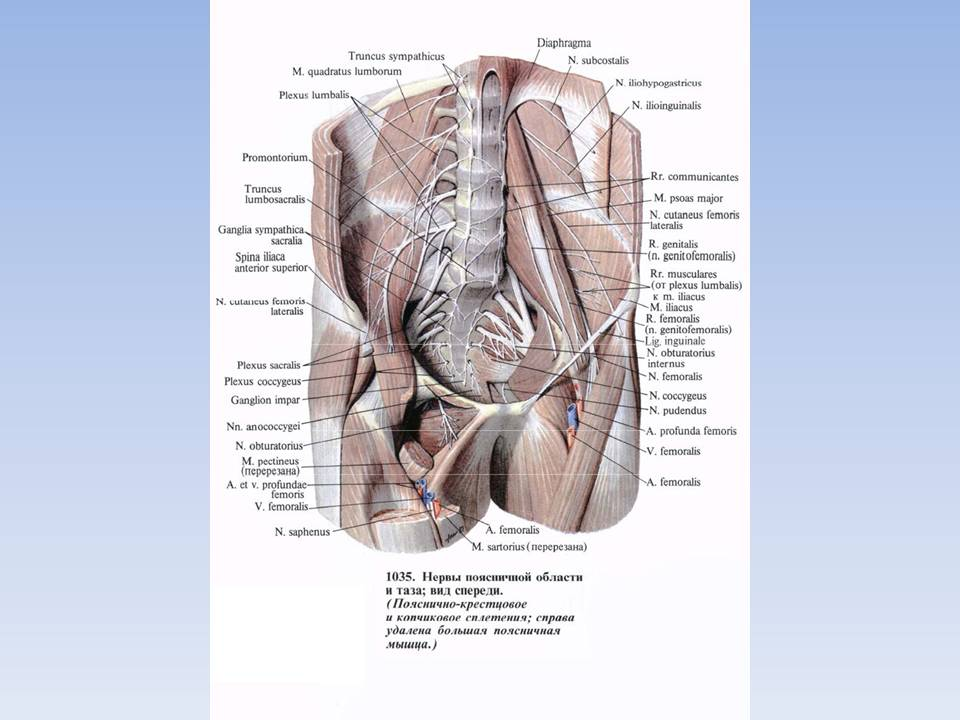 Diaphragma
Truncus sympathicus
N. subcostalis
M. quadratus lumborum
N. iliohypogastricus
Plexus lumbalis
N. ilioinguinalis
Promontorium
Rr. communicantes
Truncus
lumbosacralis
M. psoas major
N. cutaneus femoris
lateralis
Ganglia sympathica
sacralia
R. genitalis
(n. genitofemoralis)
Spina iliaca
anterior superior
Rr. musculares
(от plexus lumbalis)
к m. iliacus
N. cutaneus femoris
lateralis
M. iliacus
R. femoralis
(n. genitofemoralis)
Lig. inguinale
N. obturatorius
internus
Plexus sacralis
N. femoralis
Plexus coccygeus
Ganglion impar
N. coccygeus
N. pudendus
Nn. anococcygei
A. profunda femoris
N. obturatorius
V. femoralis
M. pectineus
(перерезана)
A. et v. profundae
femoris
A. femoralis
V. femoralis
N. saphenus
A. femoralis
M. sartorius (перерезана)
1035. Нервы поясничной области
и таза; вид спереди.
(Пояснично-крестцовое
и копчиковое сплетения; справа
удалена большая поясничная
мышца.)